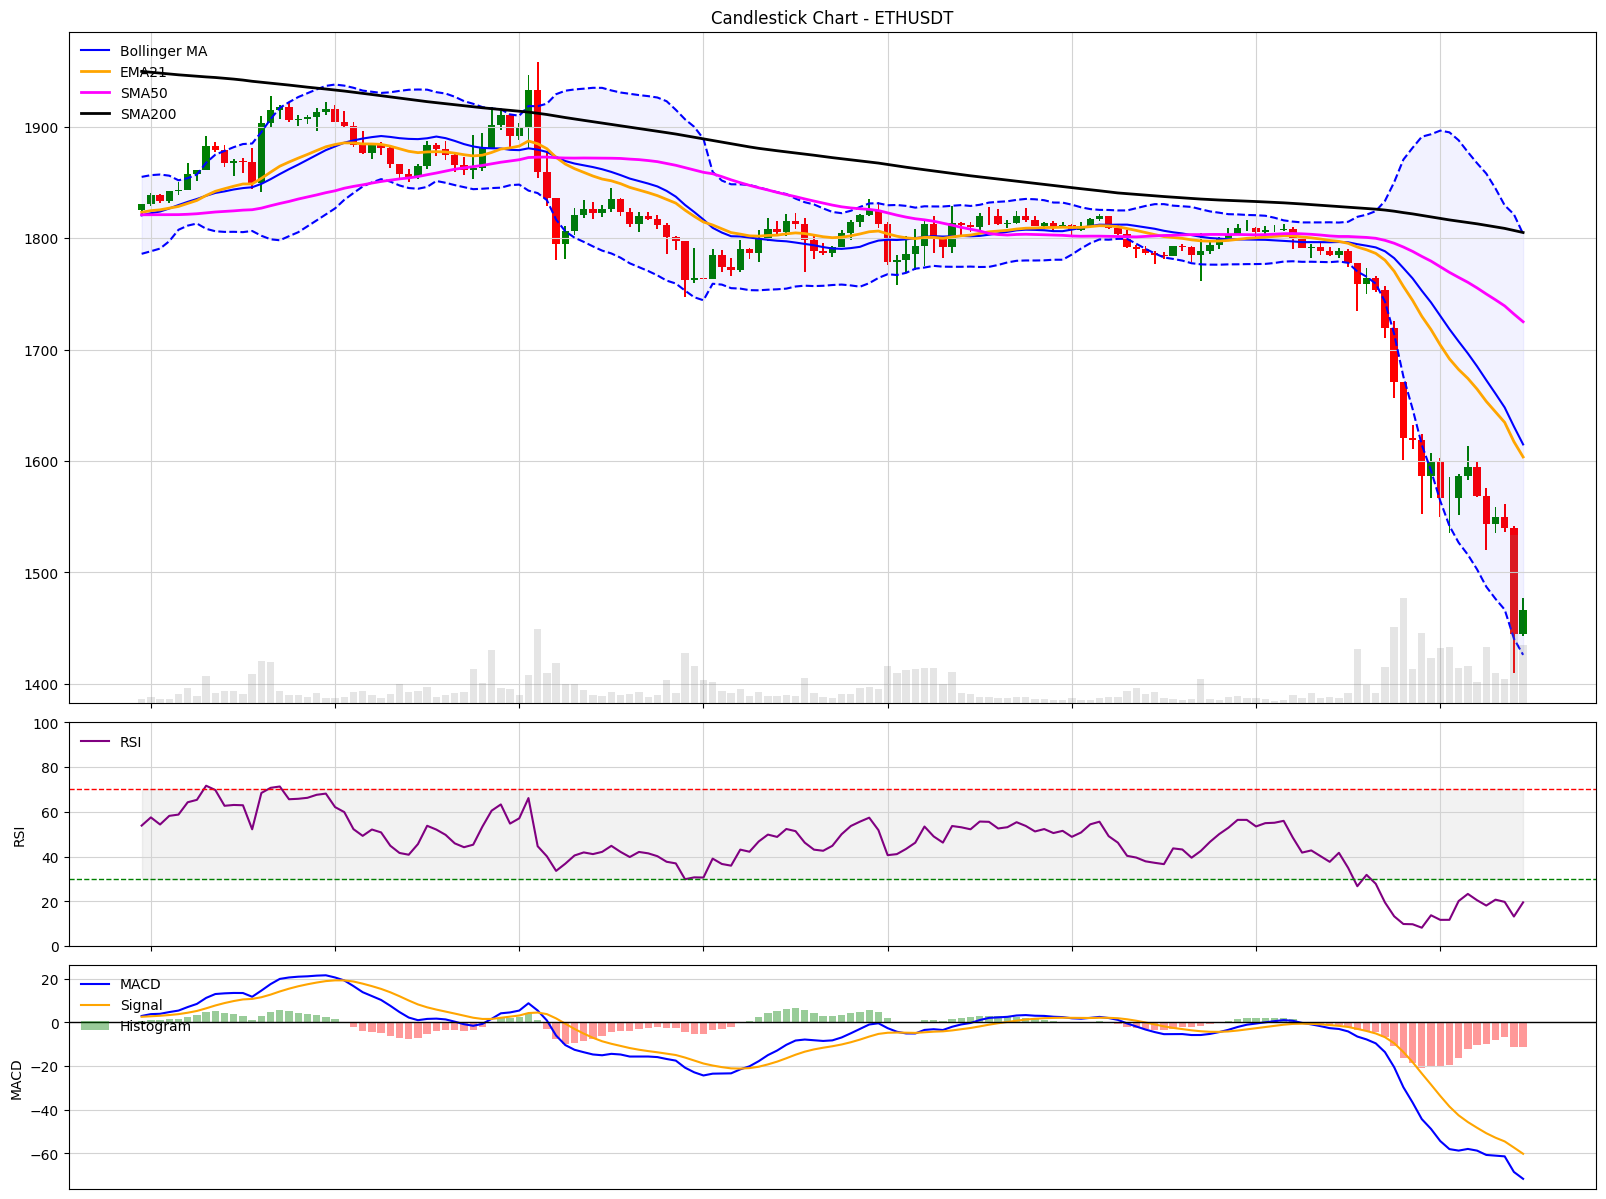 Candlestick Chart - ETHUSDT
Bollinger MA
EMA21
SMA50
SMA200
1900
1800
1700
1600
1500
1400
100
80
60
40
20
0
RSI
RSI
20
0
−20
−40
−60
MACD
MACD
Signal
Histogram